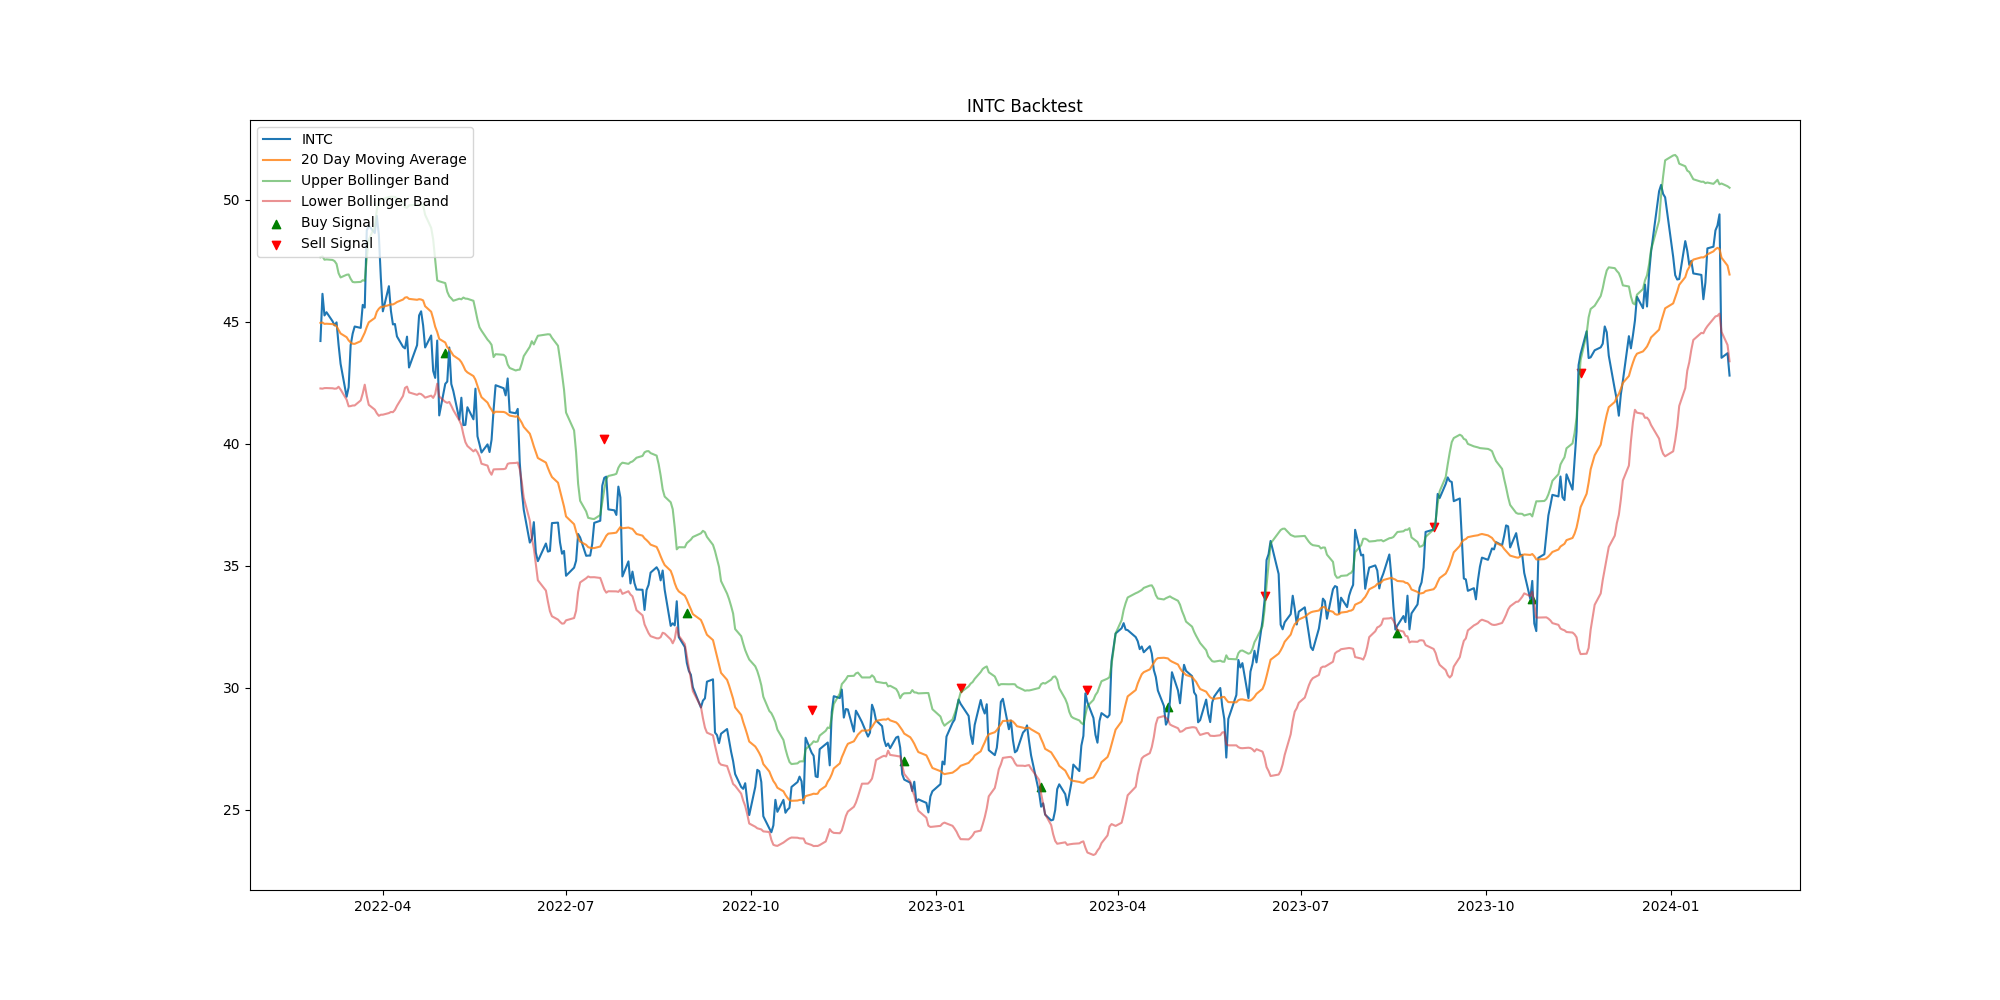 INTC Backtest
INTC
20 Day Moving Average
Upper Bollinger Band
Lower Bollinger Band
Buy Signal
Sell Signal
50
45
40
35
30
25
2022-04
2022-07
2022-10
2023-01
2023-04
2023-07
2023-10
2024-01